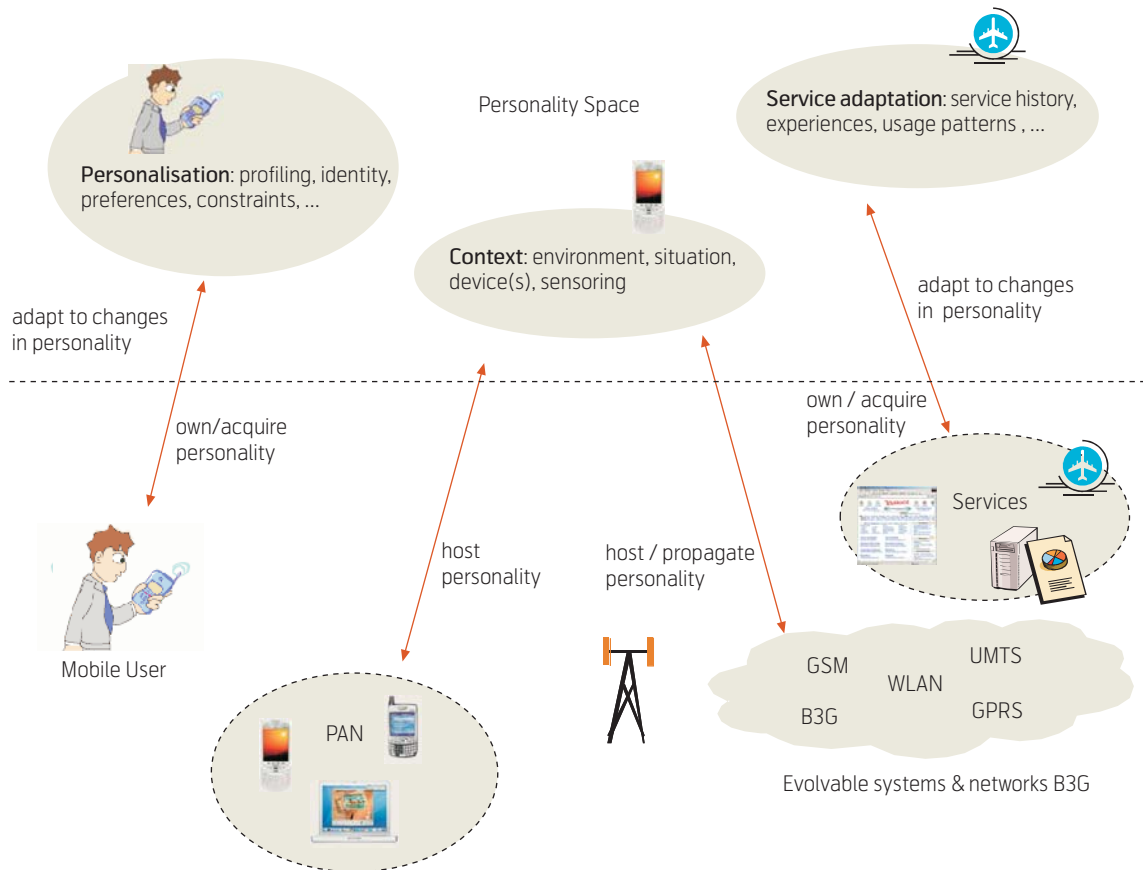 Personality Space
Service adaptation: service history,
experiences, usage patterns , ...
Personalisation: profiling, identity,
preferences, constraints, ...
Context: environment, situation,
device(s), sensoring
adapt to changes
in personality
adapt to changes
in personality
own/acquire
personality
own / acquire
personality
Services
host
personality
host / propagate
personality
Mobile User
GSM
UMTS
WLAN
B3G
GPRS
PAN
Evolvable systems & networks B3G